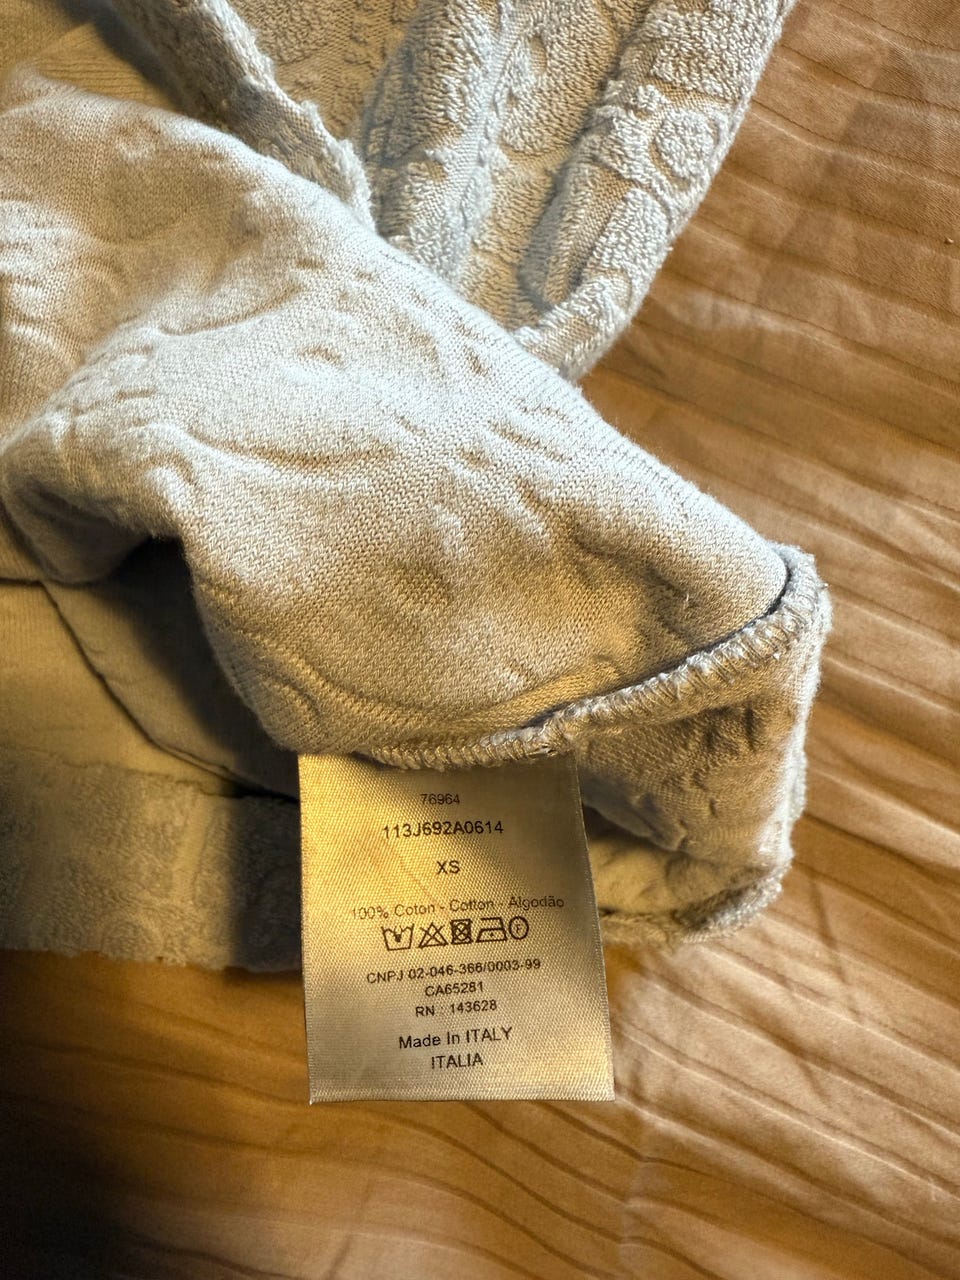 76964
113J692A0614
XS
100% Coton - Cotton - Algodão
CNPJ 02-046-366/0003-99
CA65281
RN : 143628
Made In ITALY
ITALIA